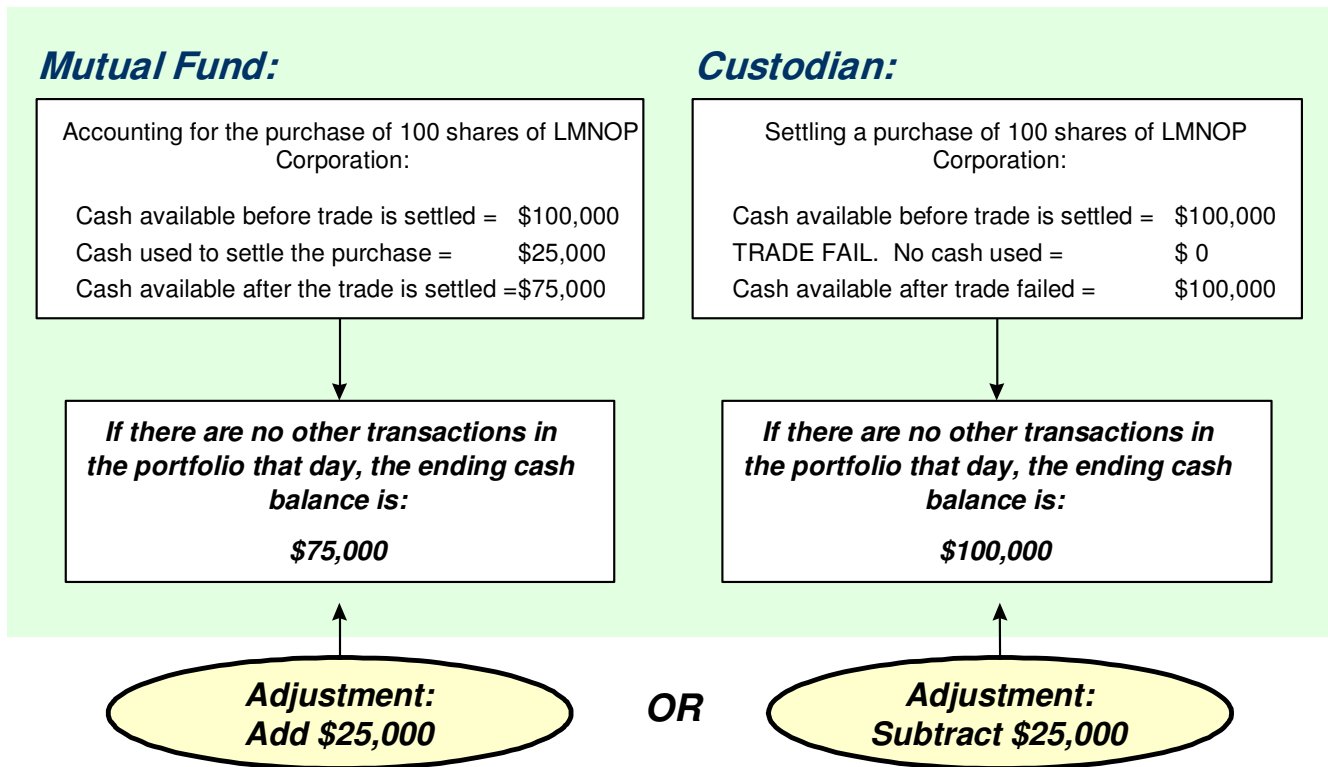 Mutual Fund:
Accounting for the purchase of 100 shares of LMNOP
Corporation:
Cash available before trade is settled = $100,000
Cash used to settle the purchase = $25,000
Cash available after the trade is settled =$75,000
If there are no other transactions in
the portfolio that day, the ending cash
balance is:
$75,000
Adjustment:
Add $25,000
OR
Custodian:
Settling a purchase of 100 shares of LMNOP
Corporation:
Cash available before trade is settled = $100,000
TRADE FAIL. No cash used = $ 0
Cash available after trade failed = $100,000
If there are no other transactions in
the portfolio that day, the ending cash
balance is:
$100,000
Adjustment:
Subtract $25,000